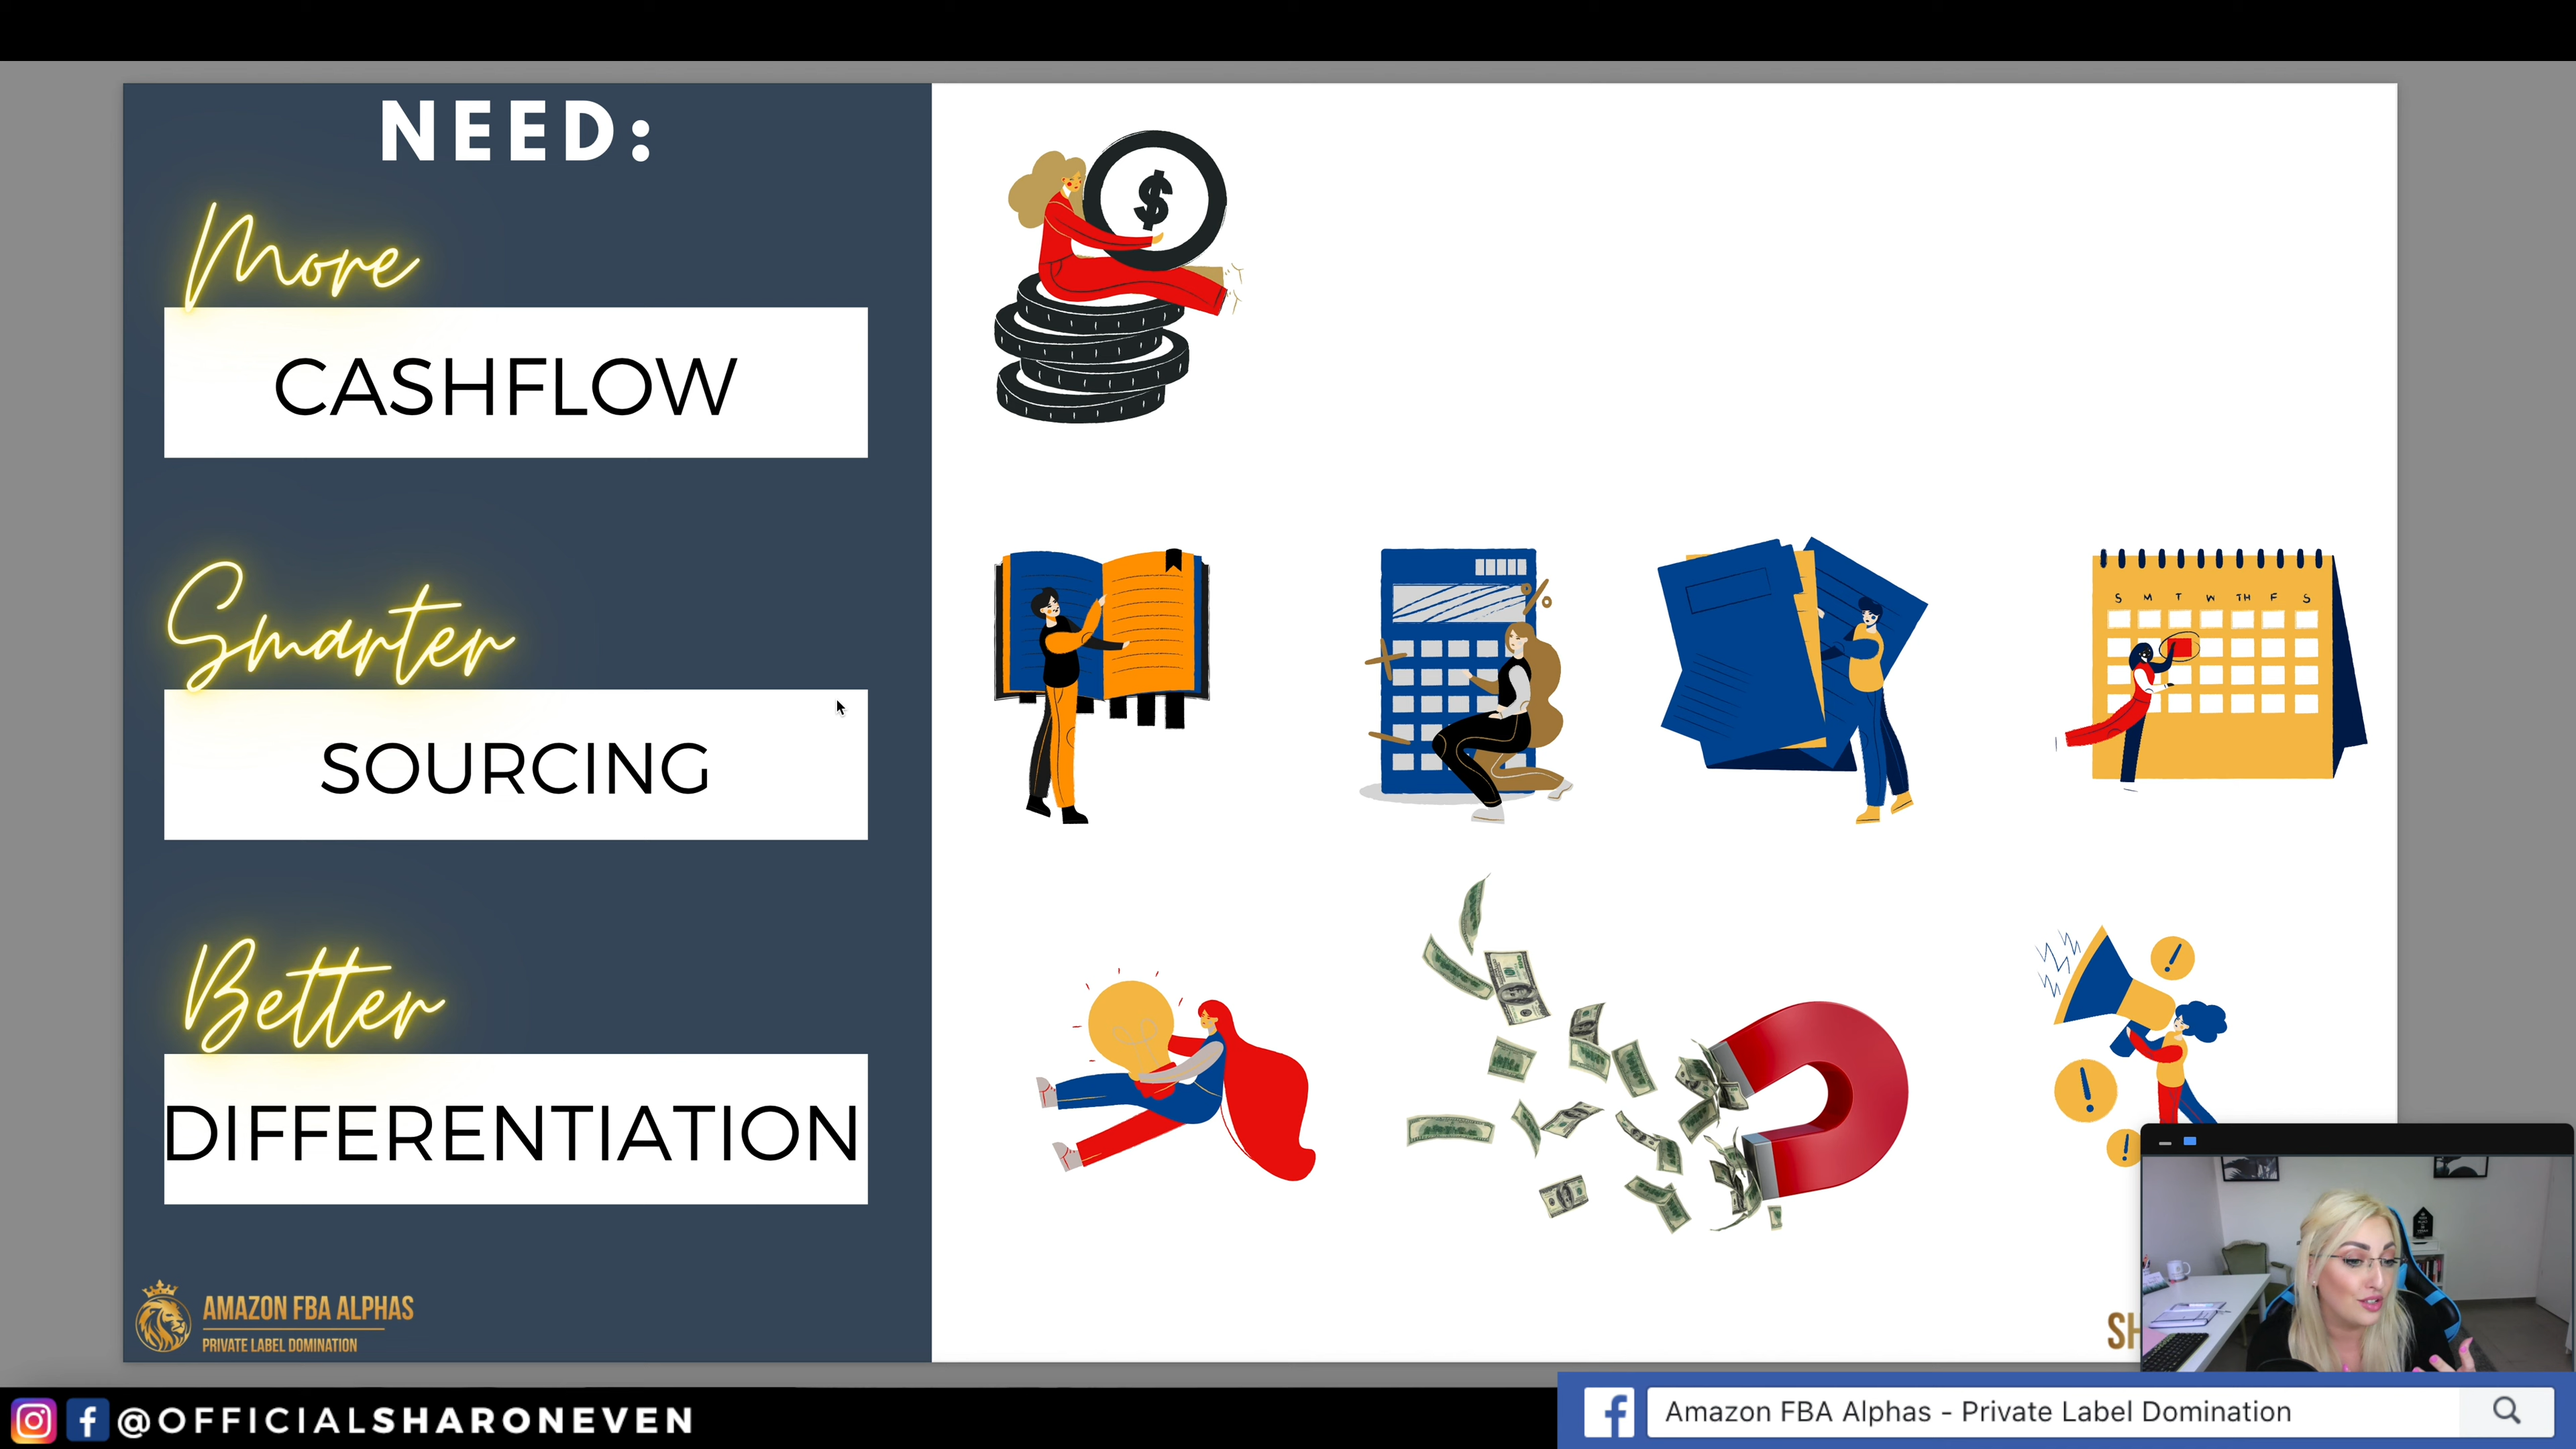 NEED:
More
CASHFLOW
Smarter
SOURCING
Better
DIFFERENTIATION
$
%
S M T W TH F S
AMAZON FBA ALPHAS
PRIVATE LABEL DOMINATION
SH
@OFFICIALSHARONEVEN
Amazon FBA Alphas - Private Label Domination